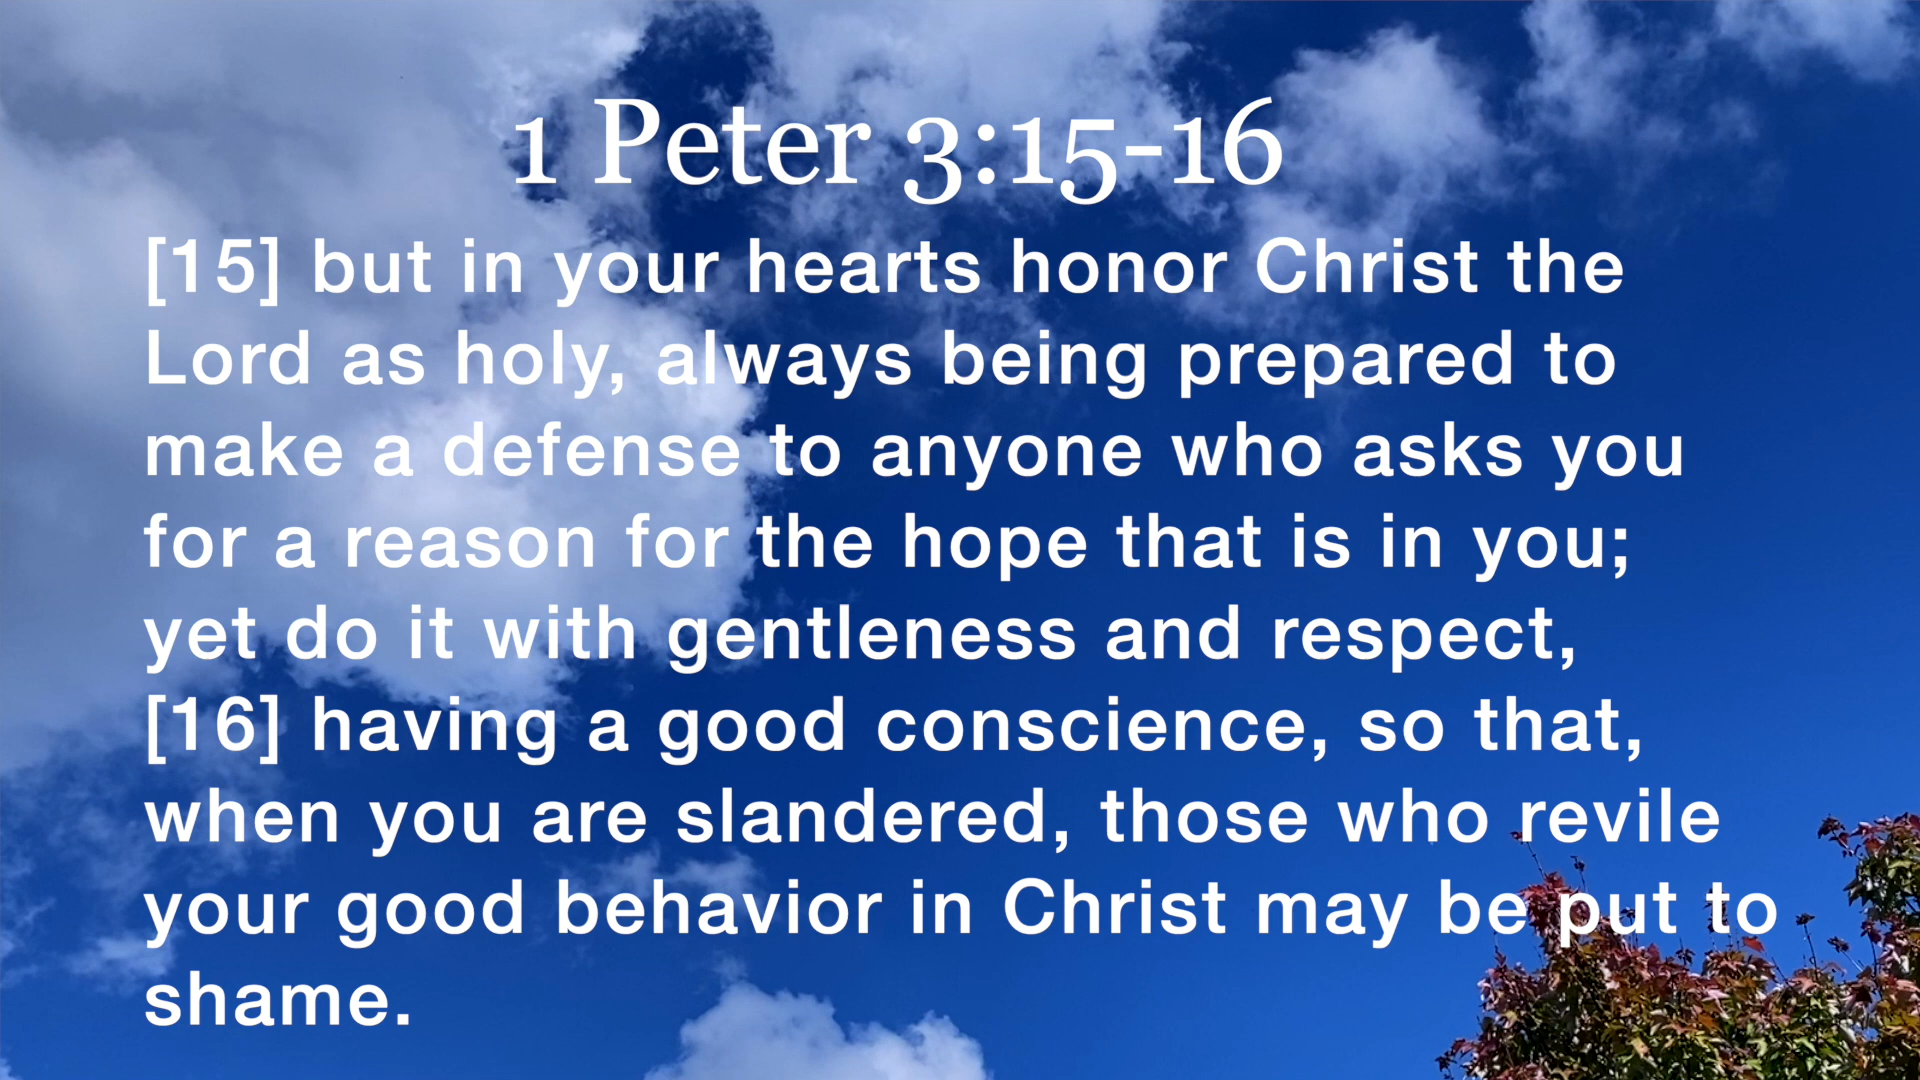 1 Peter 3:15-16
[15] but in your hearts honor Christ the
Lord as holy, always being prepared to
make a defense to anyone who asks you
for a reason for the hope that is in you;
yet do it with gentleness and respect,
[16] having a good conscience, so that,
when you are slandered, those who revile
your good behavior in Christ may be put to
shame.